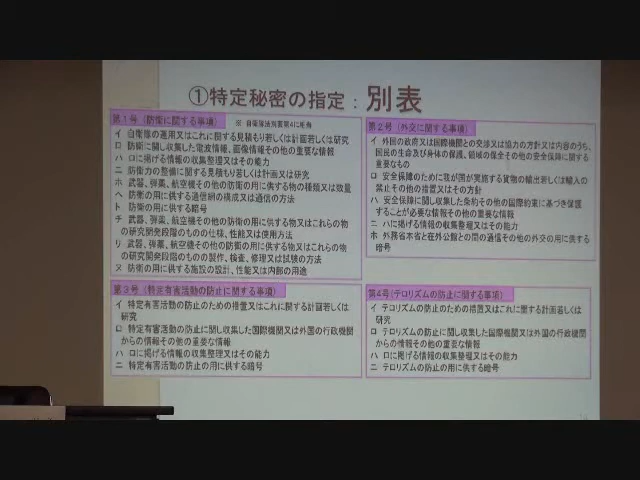 ①特定秘密の指定：別表
第1号（防衛に関する事項） ※ 自衛隊法別表第4に相当
イ 自衛隊の運用又はこれに関する見積もり若しくは計画若しくは研究
ロ 防衛に関し収集した電波情報、画像情報その他の重要な情報
ハ ロに掲げる情報の収集整理又はその能力
ニ 防衛力の整備に関する見積もり若しくは計画又は研究
ホ 武器、弾薬、航空機その他の防衛の用に供する物の種類又は数量
ヘ 防衛の用に供する通信網の構成又は通信の方法
ト 防衛の用に供する暗号
チ 武器、弾薬、航空機その他の防衛の用に供する物又はこれらの物
の研究開発段階のものの仕様、性能又は使用方法
リ 武器、弾薬、航空機その他の防衛の用に供する物又はこれらの物
の研究開発段階のものの製作、検査、修理又は試験の方法
ヌ 防衛の用に供する施設の設計、性能又は内部の用途
第2号（外交に関する事項）
イ 外国の政府又は国際機関との交渉又は協力の方針又は内容のうち、
国民の生命及び身体の保護、領域の保全その他の安全保障に関する
重要なもの
ロ 安全保障のために我が国が実施する貨物の輸出若しくは輸入の
禁止その他の措置又はその方針
ハ 安全保障に関し収集した条約その他の国際約束に基づき保護
することが必要な情報その他の重要な情報
ニ ハに掲げる情報の収集整理又はその能力
ホ 外務省本省と在外公館との間の通信その他の外交の用に供する
暗号
第3号（特定有害活動の防止に関する事項）
イ 特定有害活動の防止のための措置又はこれに関する計画若しくは
研究
ロ 特定有害活動の防止に関し収集した国際機関又は外国の行政機関
からの情報その他の重要な情報
ハ ロに掲げる情報の収集整理又はその能力
ニ 特定有害活動の防止の用に供する暗号
第4号（テロリズムの防止に関する事項）
イ テロリズムの防止のための措置又はこれに関する計画若しくは
研究
ロ テロリズムの防止に関し収集した国際機関又は外国の行政機関
からの情報その他の重要な情報
ハ ロに掲げる情報の収集整理又はその能力
ニ テロリズムの防止の用に供する暗号